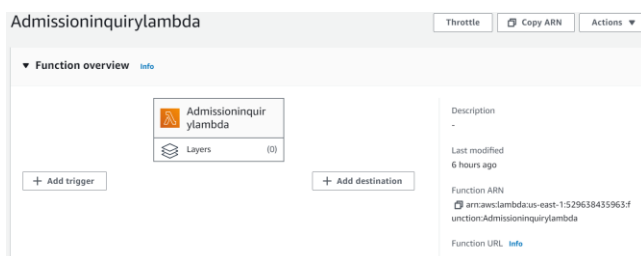 Admissioninquirylambda
Throttle
Copy ARN
Actions ▼
▼ Function overview Info
Admissioninquir
ylambda
Layers (0)
+ Add trigger
+ Add destination
Description
-
Last modified
6 hours ago
Function ARN
arn:aws:lambda:us-east-1:529638435963:f
unction:Admissioninquirylambda
Function URL Info